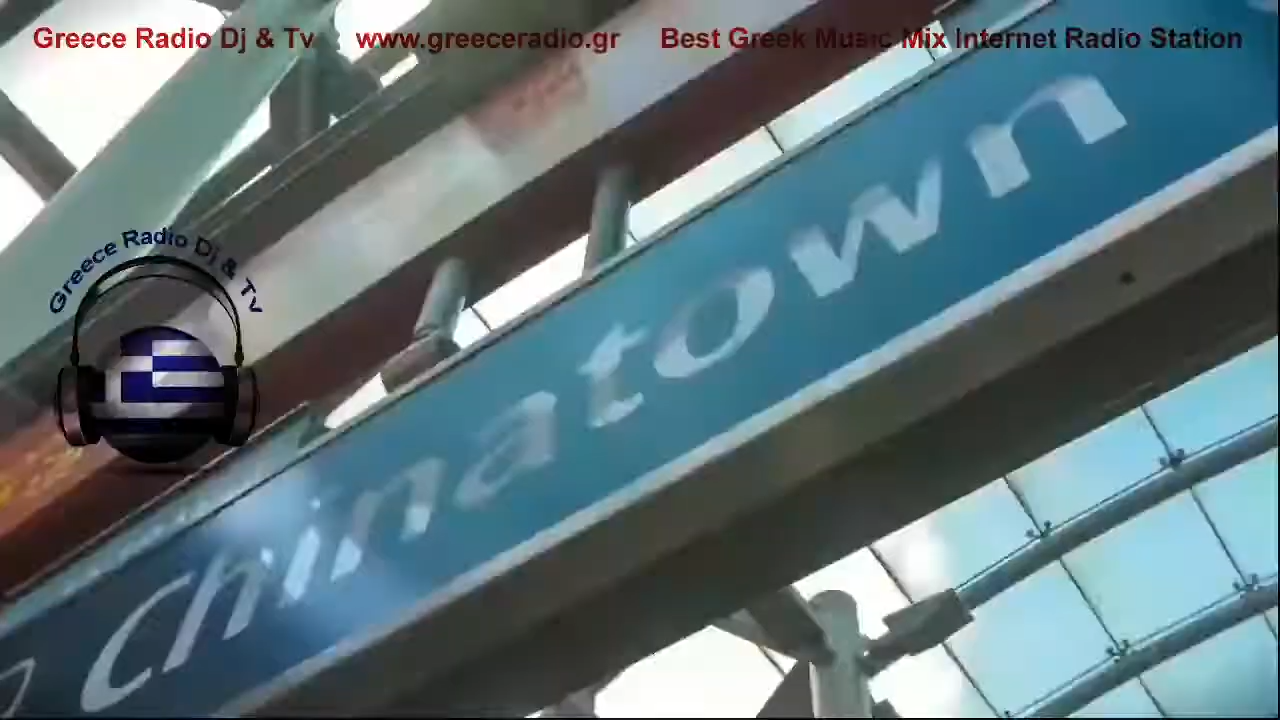 Greece Radio Dj & Tv www.greeceradio.gr Best Greek Music Mix Internet Radio Station
Greece Radio Dj & Tv
Chinatown